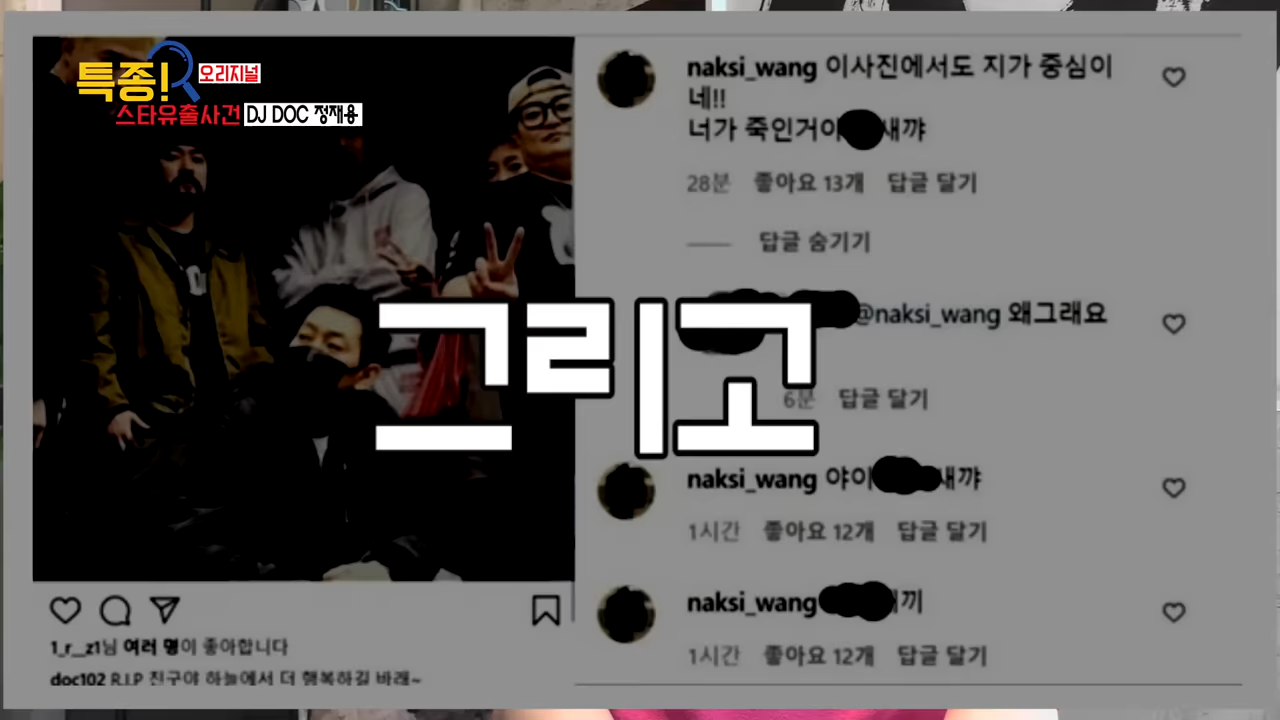 특종! 오리지널
스타유출사건 DJ DOC 정재용
naksi_wang 이사진에서도 지가 중심이
네!!
너가 죽인거야 새꺄
28분 좋아요 13개 답글 달기
답글 숨기기
@naksi_wang 왜그래요
그리고
6분 답글 달기
naksi_wang 야이 새꺄
1시간 좋아요 12개 답글 달기
naksi_wang 끼
1시간 좋아요 12개 답글 달기
1_r__z1님 여러 명이 좋아합니다
doc102 R.I.P 친구야 하늘에서 더 행복하길 바래~